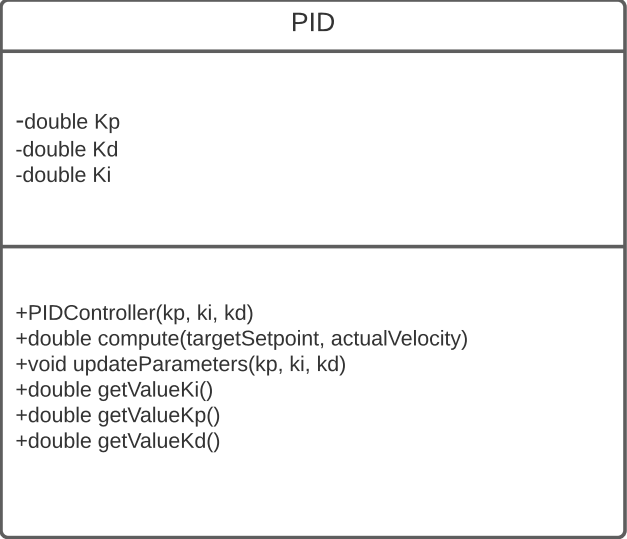 PID
-double Kp
-double Kd
-double Ki
+PIDController(kp, ki, kd)
+double compute(targetSetpoint, actualVelocity)
+void updateParameters(kp, ki, kd)
+double getValueKi()
+double getValueKp()
+double getValueKd()